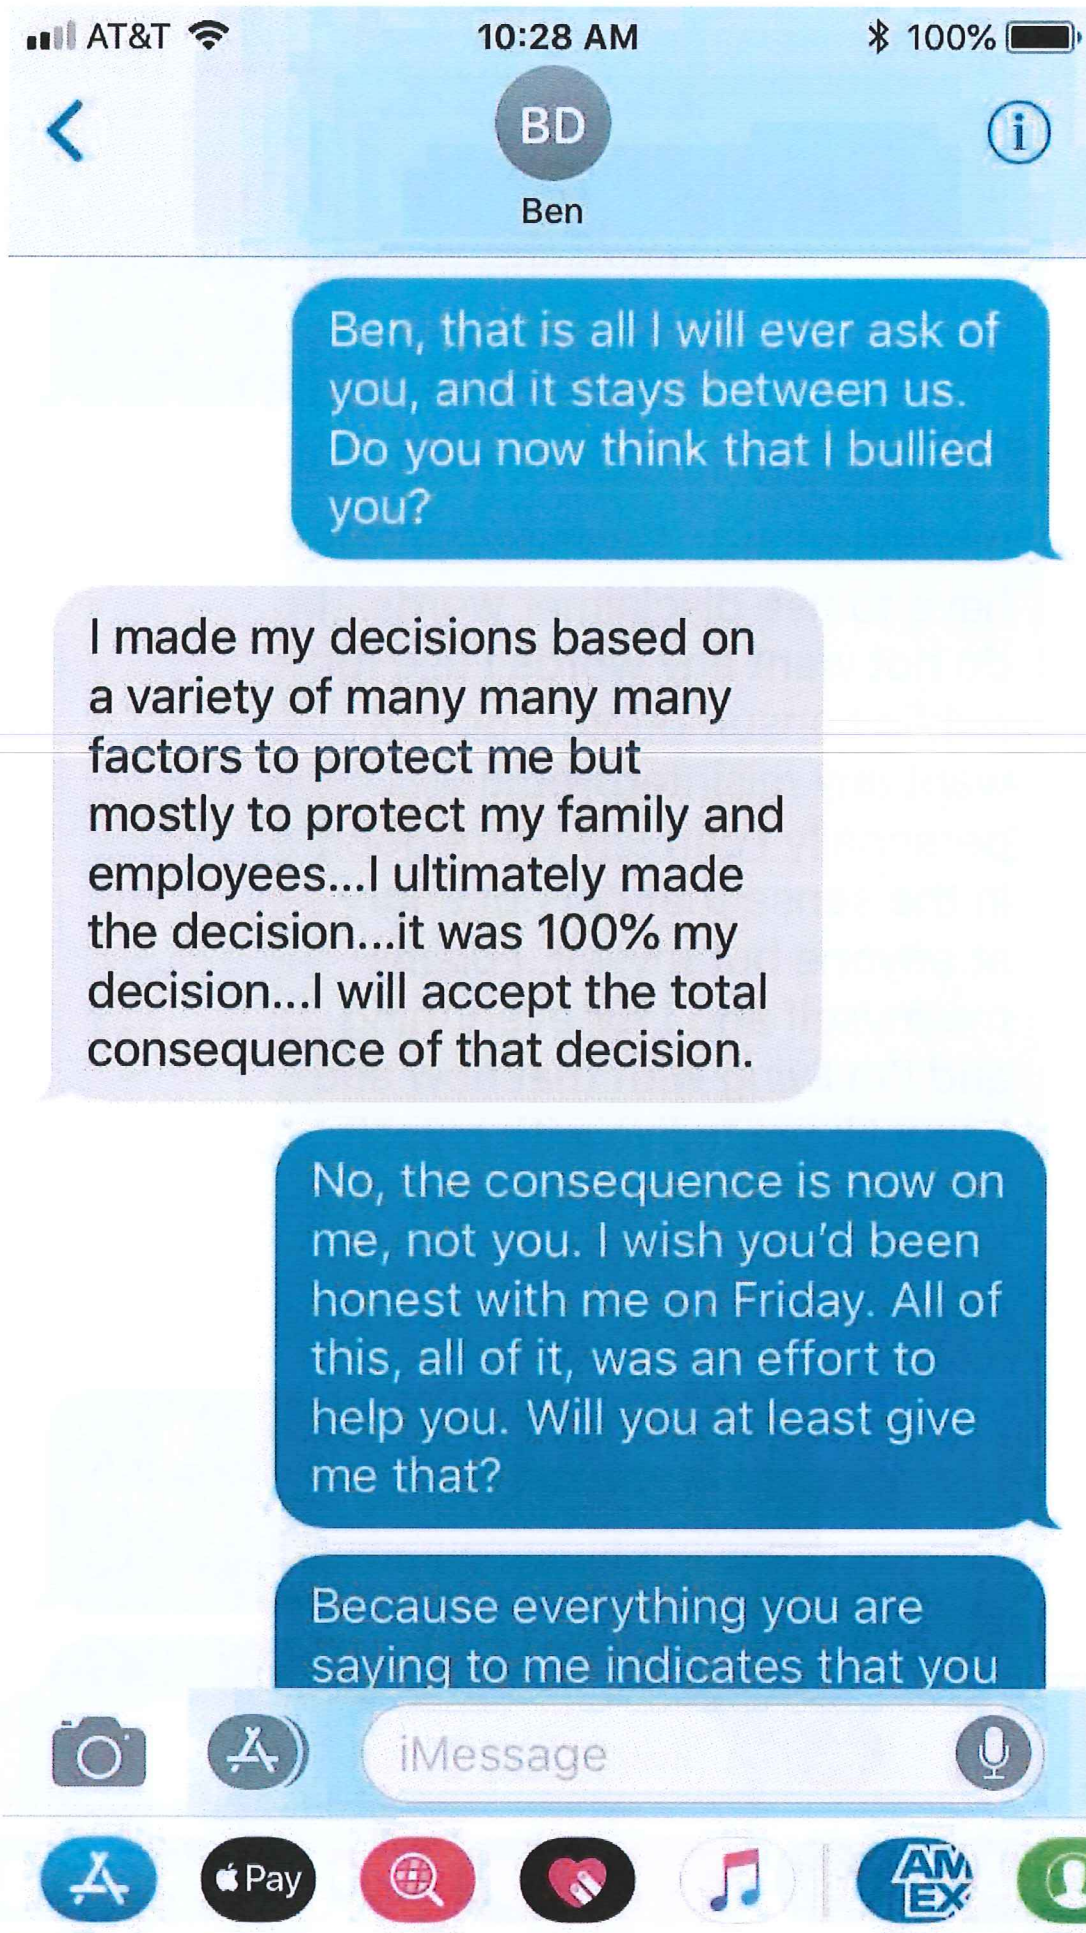 AT&T 10:28 AM 100%
BD
Ben
Ben, that is all I will ever ask of
you, and it stays between us.
Do you now think that I bullied
you?
I made my decisions based on
a variety of many many many
factors to protect me but
mostly to protect my family and
employees...I ultimately made
the decision...it was 100% my
decision...I will accept the total
consequence of that decision.
No, the consequence is now on
me, not you. I wish you'd been
honest with me on Friday. All of
this, all of it, was an effort to
help you. Will you at least give
me that?
Because everything you are
saying to me indicates that you
iMessage
Pay
AM
EX